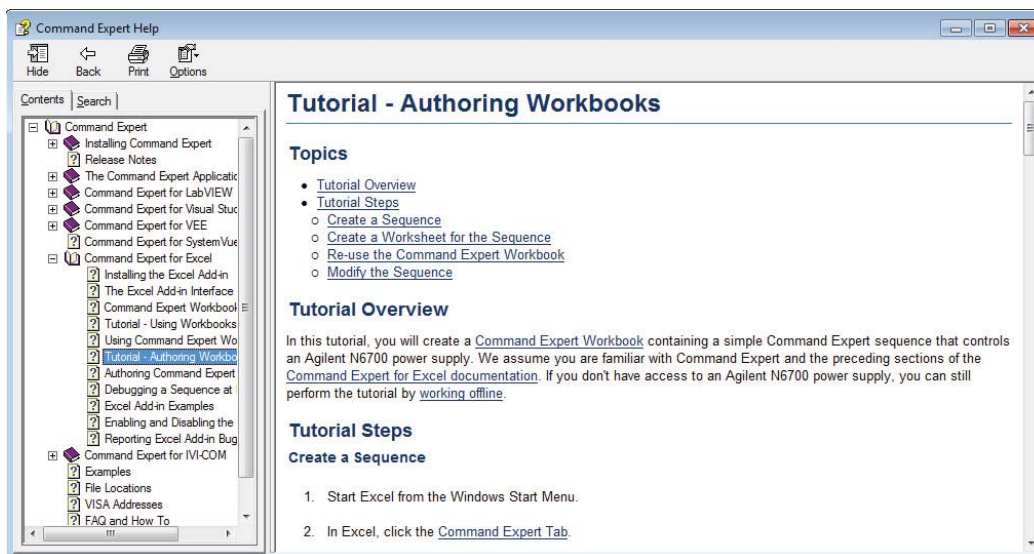 Command Expert Help
Hide Back Print Options
Contents Search
Command Expert
Installing Command Expert
Release Notes
The Command Expert Applicatic
Command Expert for LabVIEW
Command Expert for Visual Stuc
Command Expert for VEE
Command Expert for SystemVue
Command Expert for Excel
Installing the Excel Add-in
The Excel Add-in Interface
Command Expert Workbook
Tutorial - Using Workbooks
Using Command Expert Wo
Tutorial - Authoring Workbo
Authoring Command Expert
Debugging a Sequence at
Excel Add-in Examples
Enabling and Disabling the
Reporting Excel Add-in Bug
Command Expert for IVI-COM
Examples
File Locations
VISA Addresses
FAQ and How To
Tutorial - Authoring Workbooks
Topics
• Tutorial Overview
• Tutorial Steps
o Create a Sequence
o Create a Worksheet for the Sequence
o Re-use the Command Expert Workbook
o Modify the Sequence
Tutorial Overview
In this tutorial, you will create a Command Expert Workbook containing a simple Command Expert sequence that controls
an Agilent N6700 power supply. We assume you are familiar with Command Expert and the preceding sections of the
Command Expert for Excel documentation. If you don't have access to an Agilent N6700 power supply, you can still
perform the tutorial by working offline.
Tutorial Steps
Create a Sequence
1. Start Excel from the Windows Start Menu.
2. In Excel, click the Command Expert Tab.